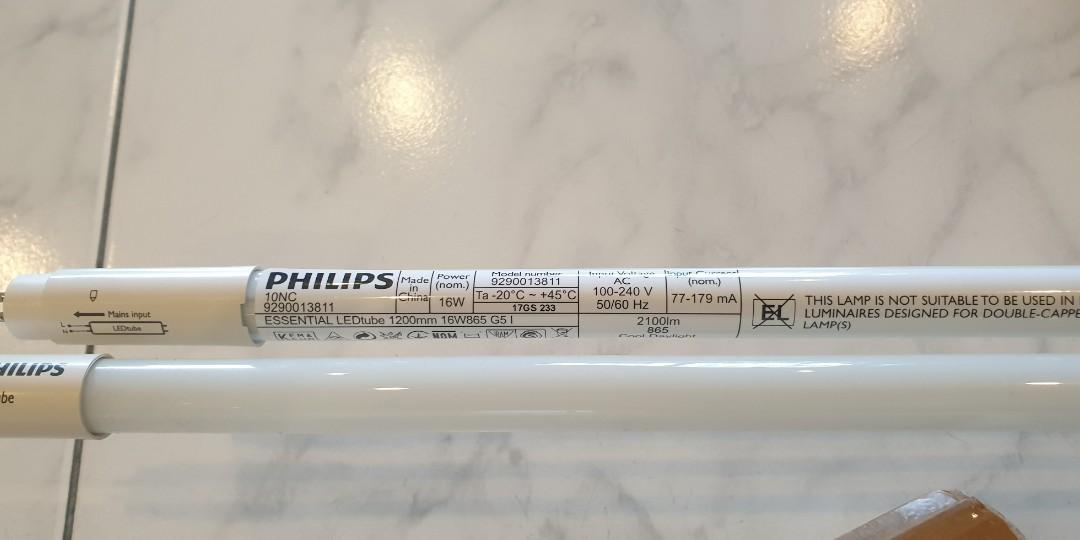 PHILIPS
10NC
9290013811
Made
in
China
Power
(nom.)
16W
Model number
9290013811
Ta -20°C ~ +45°C
17GS 233
Input Voltage
AC
100-240 V
50/60 Hz
Input Current
(nom.)
77-179 mA
ESSENTIAL LEDtube 1200mm 16W865 G5 I
2100lm
865
Cool Daylight
KEMA
NOM
Mains input
L
N
LEDtube
THIS LAMP IS NOT SUITABLE TO BE USED IN
LUMINAIRES DESIGNED FOR DOUBLE-CAPPE
LAMP(S)
HILIPS
be